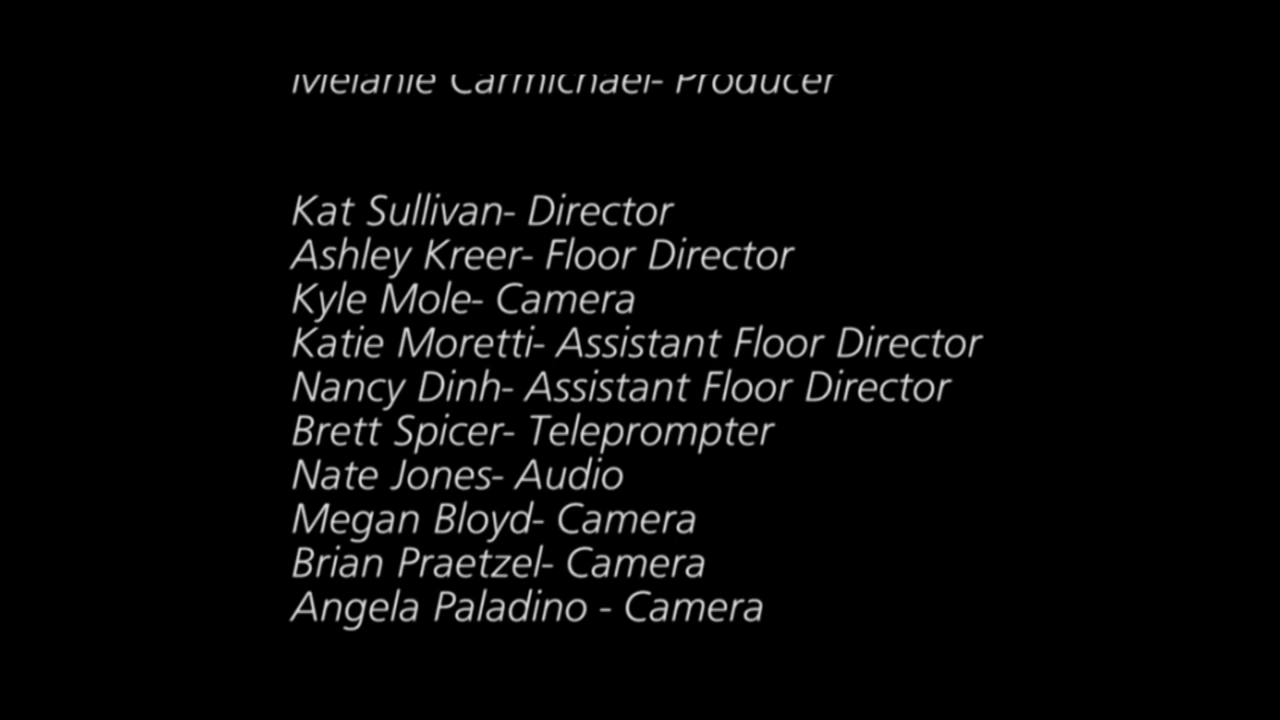 Melanie Carmichael- Producer
Kat Sullivan- Director
Ashley Kreer- Floor Director
Kyle Mole- Camera
Katie Moretti- Assistant Floor Director
Nancy Dinh- Assistant Floor Director
Brett Spicer- Teleprompter
Nate Jones- Audio
Megan Bloyd- Camera
Brian Praetzel- Camera
Angela Paladino - Camera